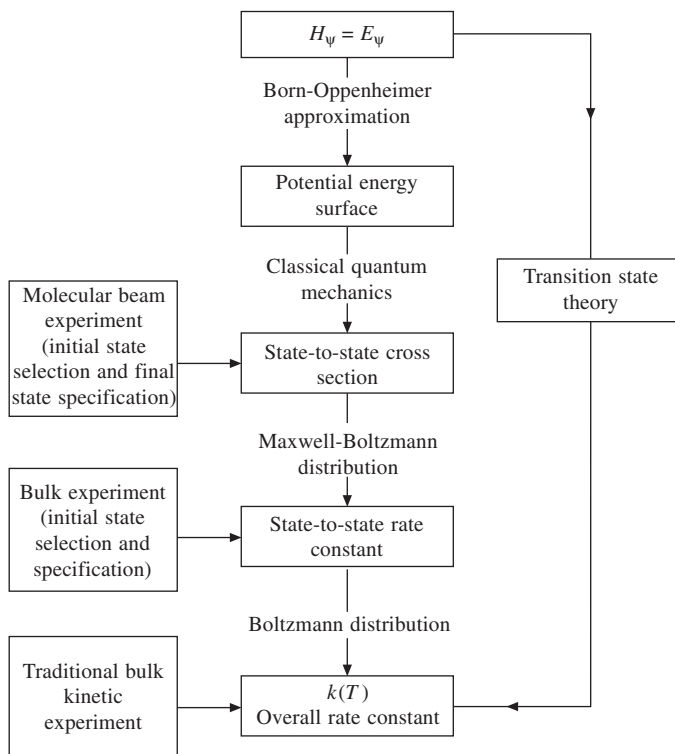 Hψ = Eψ
Born-Oppenheimer
approximation
Potential energy
surface
Classical quantum
mechanics
Transition state
theory
Molecular beam
experiment
(initial state
selection and final
state specification)
State-to-state cross
section
Maxwell-Boltzmann
distribution
Bulk experiment
(initial state
selection and
specification)
State-to-state rate
constant
Boltzmann distribution
Traditional bulk
kinetic
experiment
k(T)
Overall rate constant